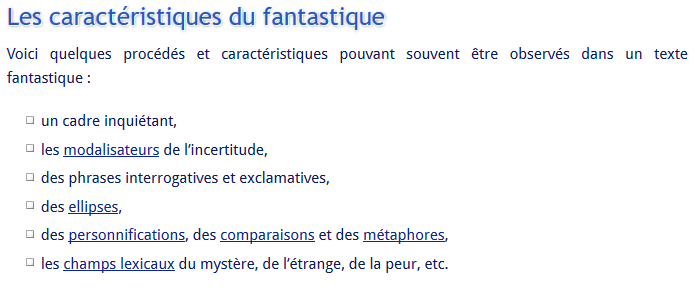 Les caractéristiques du fantastique
Voici quelques procédés et caractéristiques pouvant souvent être observés dans un texte
fantastique :
un cadre inquiétant,
les modalisateurs de l’incertitude,
des phrases interrogatives et exclamatives,
des ellipses,
des personnifications, des comparaisons et des métaphores,
les champs lexicaux du mystère, de l’étrange, de la peur, etc.